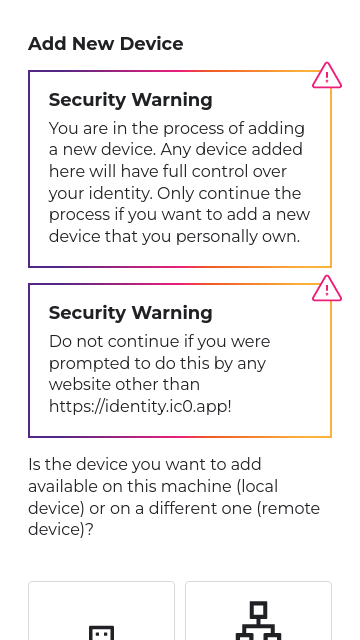 Add New Device
Security Warning
You are in the process of adding
a new device. Any device added
here will have full control over
your identity. Only continue the
process if you want to add a new
device that you personally own.
Security Warning
Do not continue if you were
prompted to do this by any
website other than
https://identity.ic0.app!
Is the device you want to add
available on this machine (local
device) or on a different one (remote
device)?